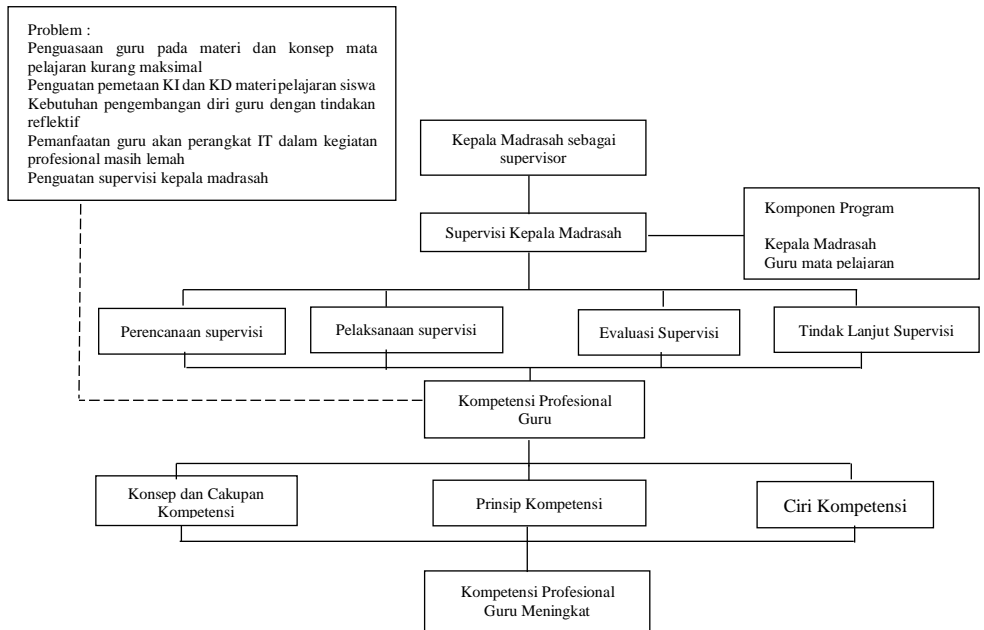 Problem :
Penguasaan guru pada materi dan konsep mata
pelajaran kurang maksimal
Penguatan pemetaan KI dan KD materi pelajaran siswa
Kebutuhan pengembangan diri guru dengan tindakan
reflektif
Pemanfaatan guru akan perangkat IT dalam kegiatan
profesional masih lemah
Penguatan supervisi kepala madrasah
Kepala Madrasah sebagai
supervisor
Supervisi Kepala Madrasah
Komponen Program
Kepala Madrasah
Guru mata pelajaran
Perencanaan supervisi
Pelaksanaan supervisi
Evaluasi Supervisi
Tindak Lanjut Supervisi
Kompetensi Profesional
Guru
Konsep dan Cakupan
Kompetensi
Prinsip Kompetensi
Ciri Kompetensi
Kompetensi Profesional
Guru Meningkat